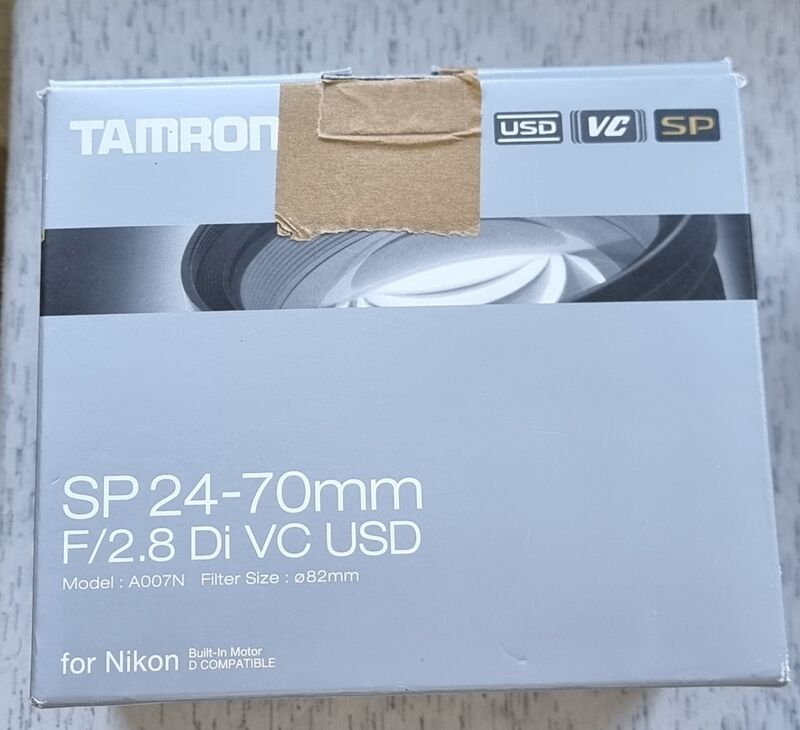 TAMRON USD VC SP
SP 24-70mm
F/2.8 Di VC USD
Model : A007N Filter Size : ø82mm
for Nikon Built-In Motor
D COMPATIBLE